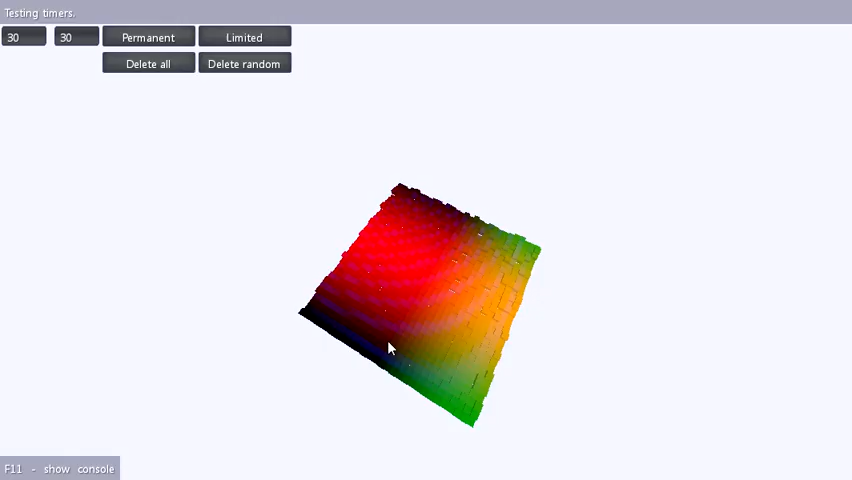 Testing timers.
30 30 Permanent Limited
Delete all Delete random
F11 - show console